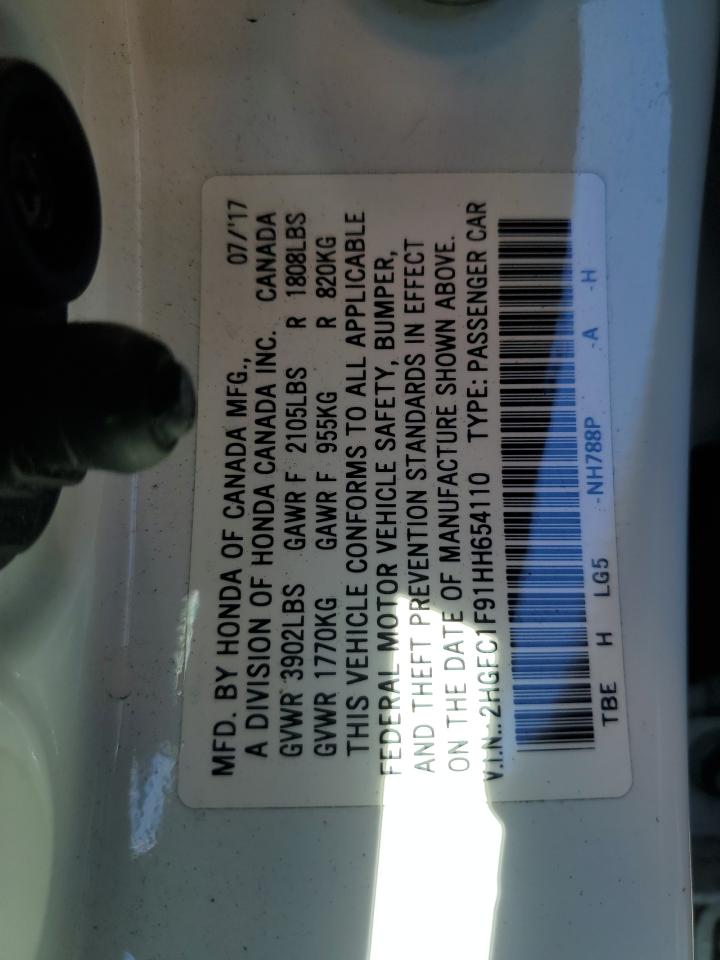 MFD. BY HONDA OF CANADA MFG., 07/'17
A DIVISION OF HONDA CANADA INC. CANADA
GVWR 3902LBS GAWR F 2105LBS R 1808LBS
GVWR 1770KG GAWR F 955KG R 820KG
THIS VEHICLE CONFORMS TO ALL APPLICABLE
FEDERAL MOTOR VEHICLE SAFETY, BUMPER,
AND THEFT PREVENTION STANDARDS IN EFFECT
ON THE DATE OF MANUFACTURE SHOWN ABOVE.
V.I.N.: 2HGFC1F91HH654110 TYPE: PASSENGER CAR
TBE H LG5 -NH788P -A -H